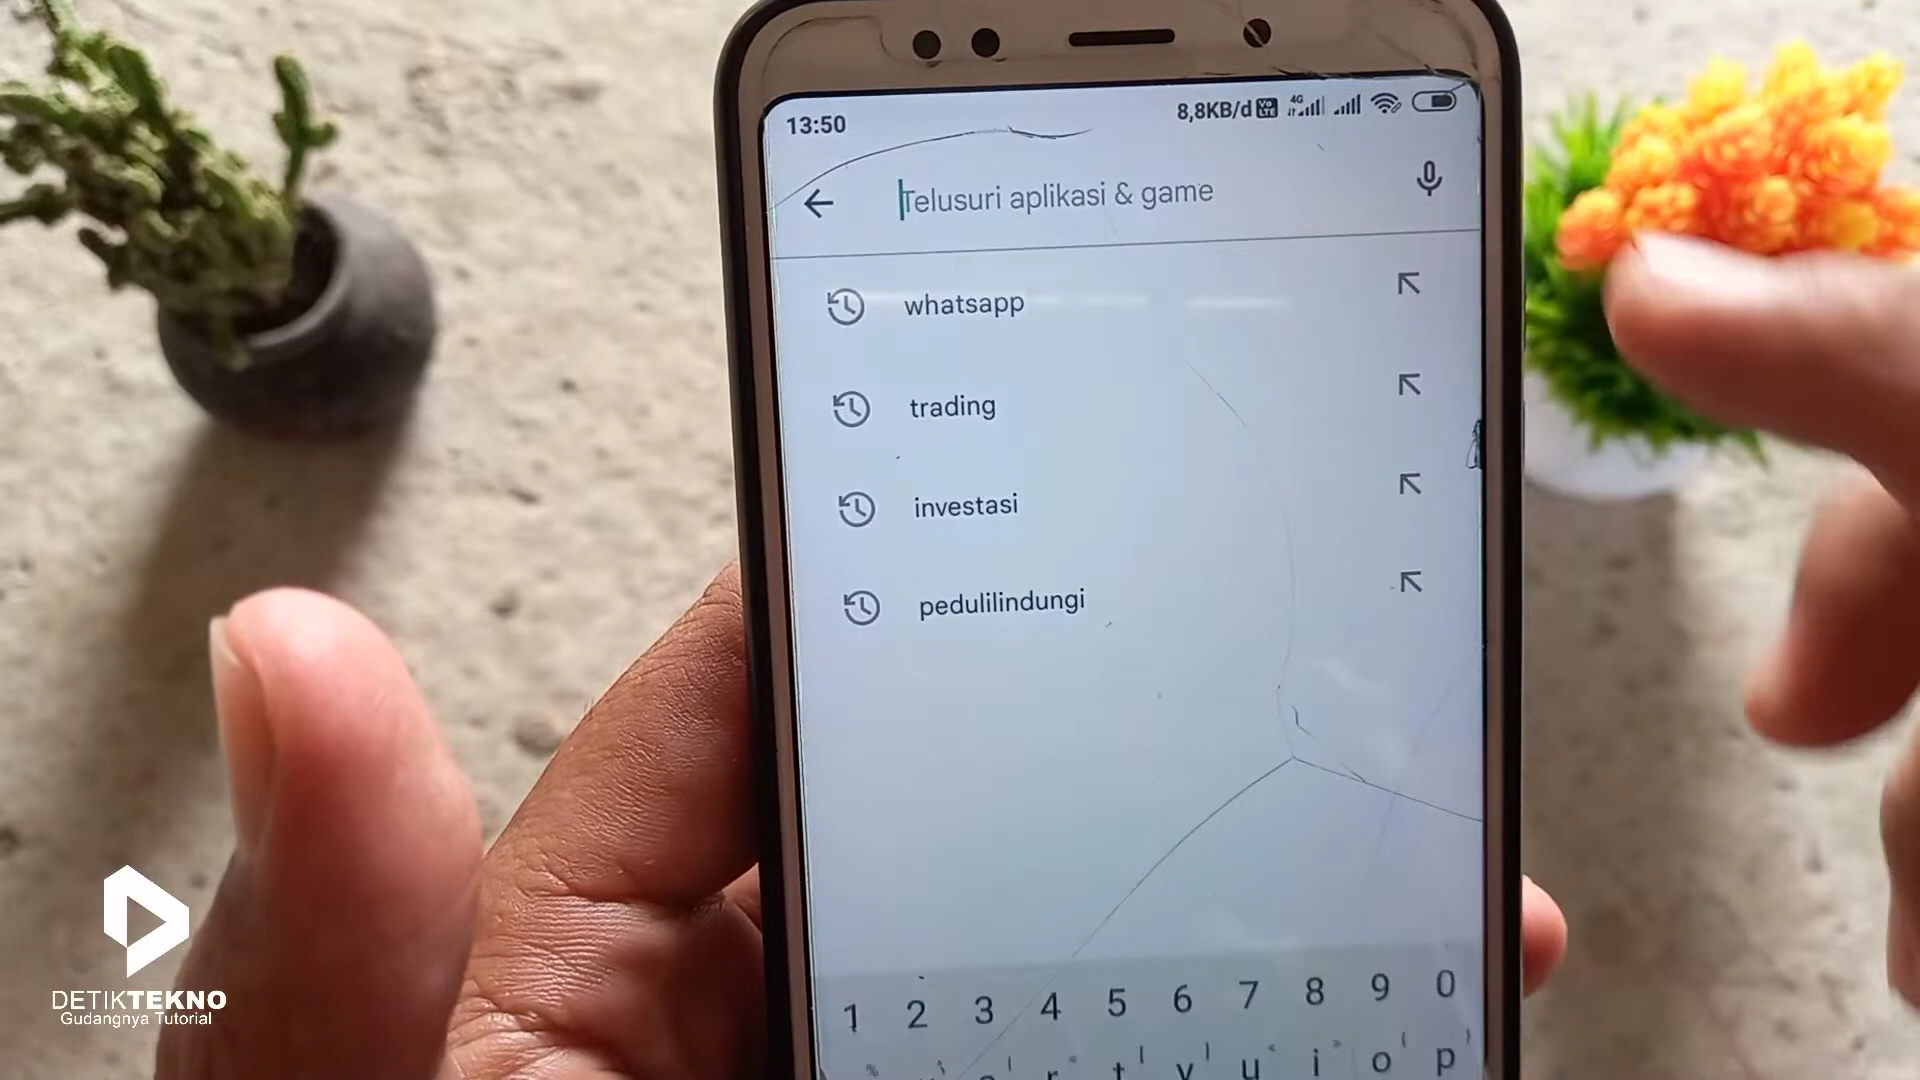 13:50
8,8KB/d
4G
Telusuri aplikasi & game
whatsapp
trading
investasi
pedulilindungi
1 2 3 4 5 6 7 8 9 0
r t y u i o p
DETIKTEKNO
Gudangnya Tutorial